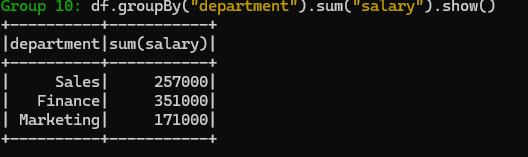 Group 10: df.groupBy("department").sum("salary").show()
+----------+-----------+
|department|sum(salary)|
+----------+-----------+
|     Sales|     257000|
|   Finance|     351000|
| Marketing|     171000|
+----------+-----------+